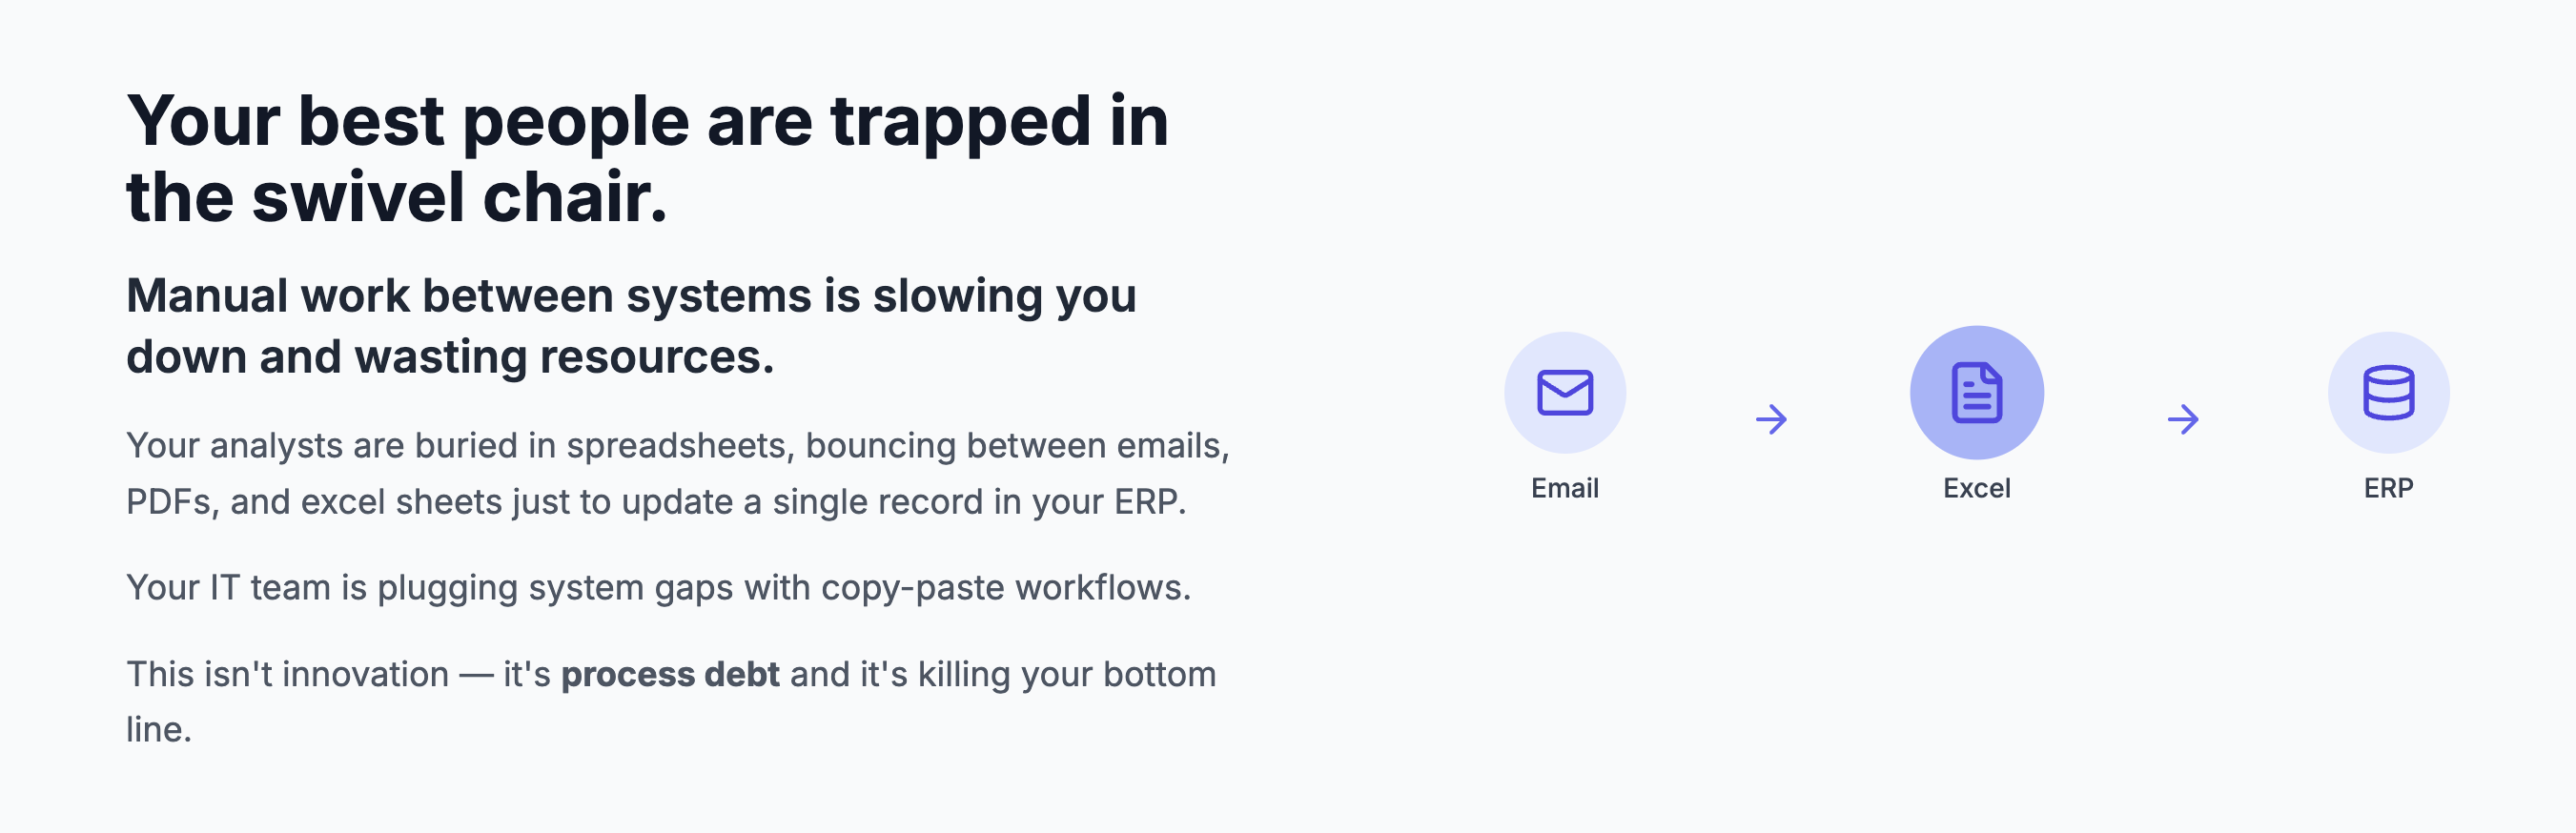 Your best people are trapped in
the swivel chair.
Manual work between systems is slowing you
down and wasting resources.
Your analysts are buried in spreadsheets, bouncing between emails,
PDFs, and excel sheets just to update a single record in your ERP.
Your IT team is plugging system gaps with copy-paste workflows.
This isn't innovation — it's process debt and it's killing your bottom
line.
Email
Excel
ERP